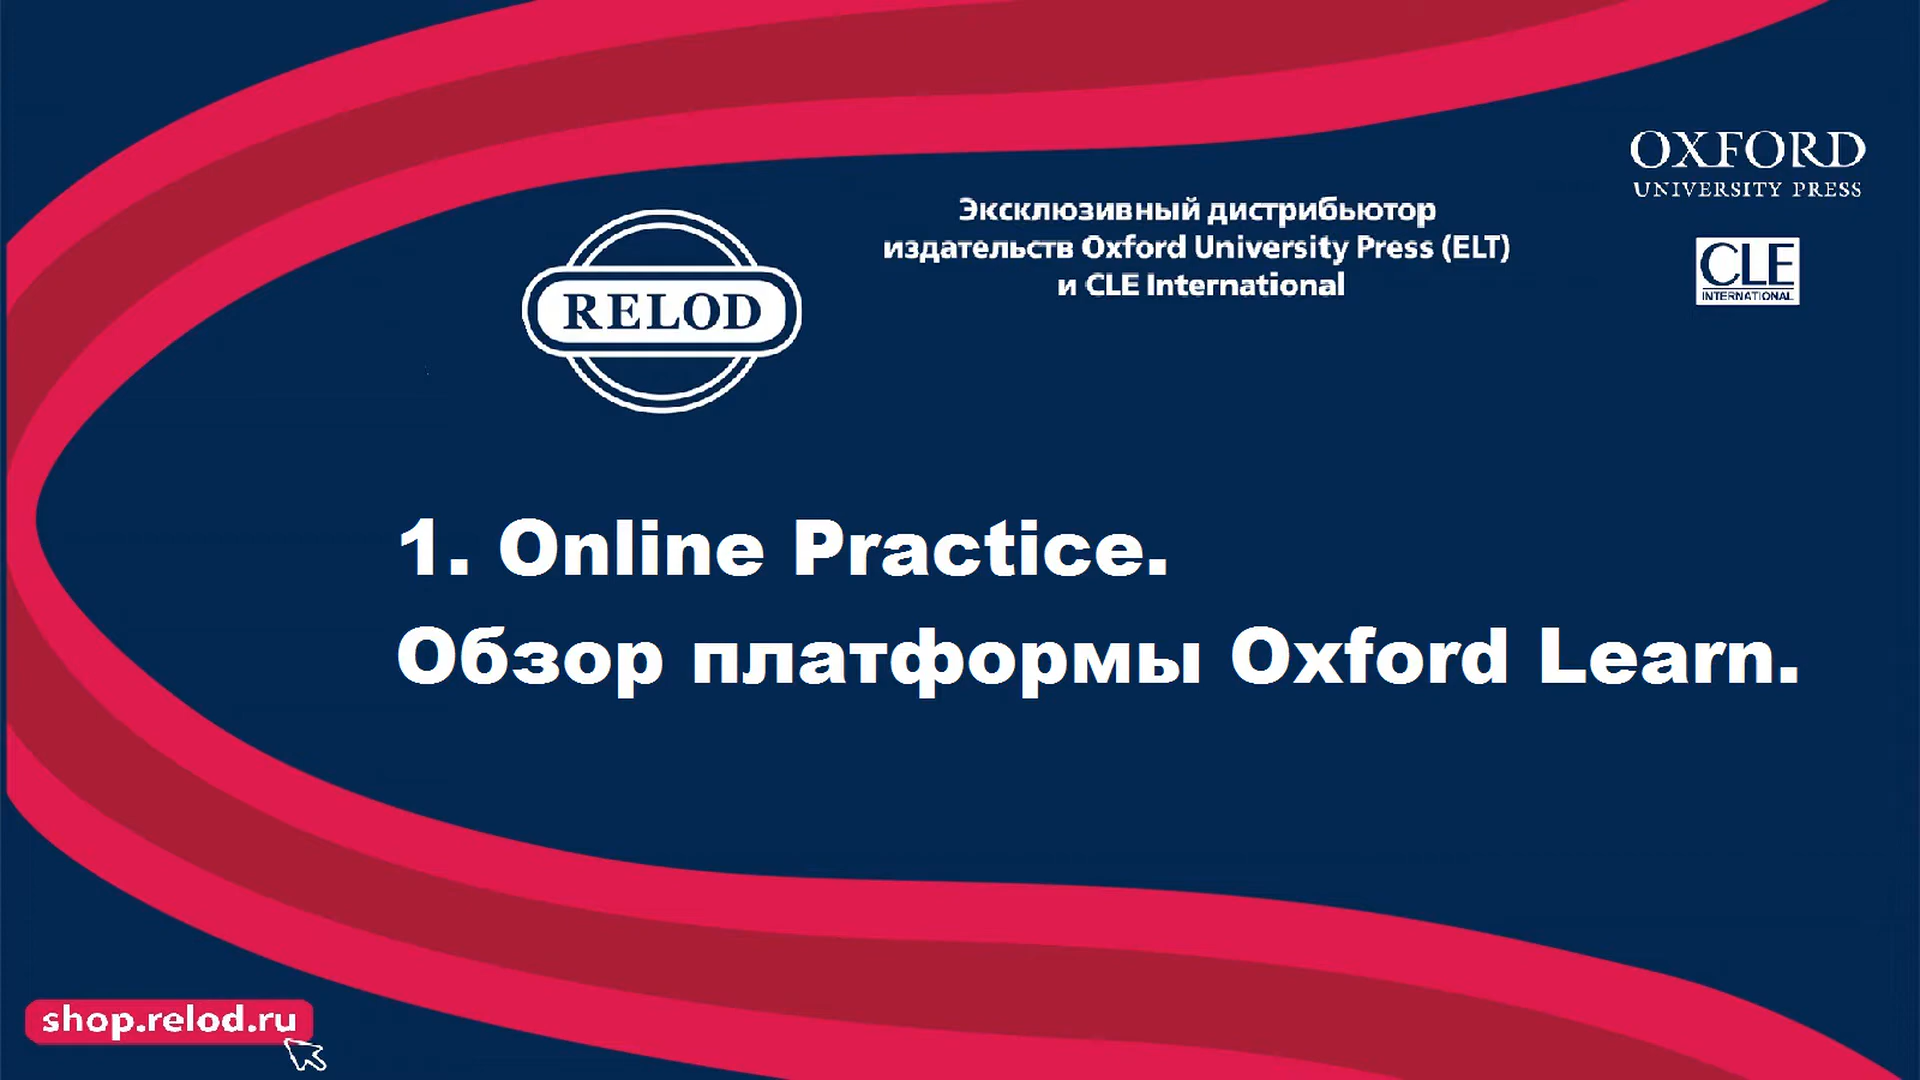 OXFORD
UNIVERSITY PRESS
Эксклюзивный дистрибьютор
издательств Oxford University Press (ELT)
и CLE International
CLE
INTERNATIONAL
RELOD
1. Online Practice.
Обзор платформы Oxford Learn.
shop.relod.ru